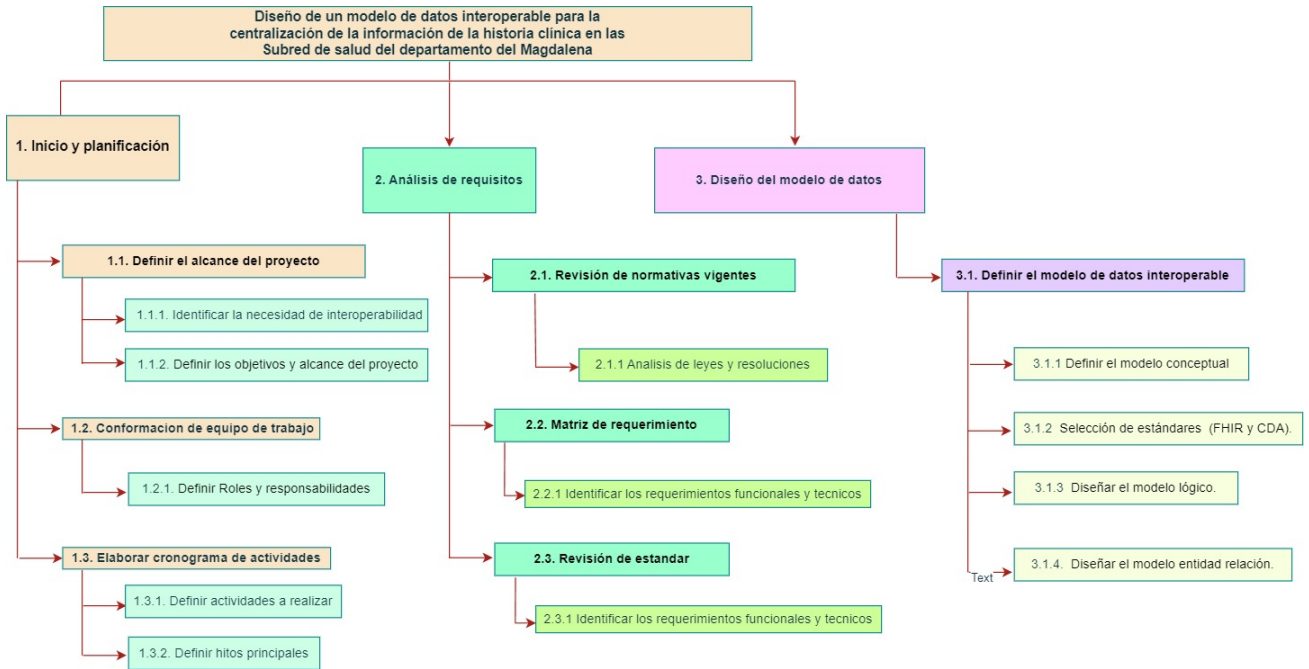 Diseño de un modelo de datos interoperable para la
centralización de la información de la historia clínica en las
Subred de salud del departamento del Magdalena
1. Inicio y planificación
2. Análisis de requisitos
3. Diseño del modelo de datos
1.1. Definir el alcance del proyecto
1.1.1. Identificar la necesidad de interoperabilidad
1.1.2. Definir los objetivos y alcance del proyecto
1.2. Conformacion de equipo de trabajo
1.2.1. Definir Roles y responsabilidades
1.3. Elaborar cronograma de actividades
1.3.1. Definir actividades a realizar
1.3.2. Definir hitos principales
2.1. Revisión de normativas vigentes
2.1.1 Analisis de leyes y resoluciones
2.2. Matriz de requerimiento
2.2.1 Identificar los requerimientos funcionales y tecnicos
2.3. Revisión de estandar
2.3.1 Identificar los requerimientos funcionales y tecnicos
3.1. Definir el modelo de datos interoperable
3.1.1 Definir el modelo conceptual
3.1.2 Selección de estándares (FHIR y CDA).
3.1.3 Diseñar el modelo lógico.
Text
3.1.4. Diseñar el modelo entidad relación.